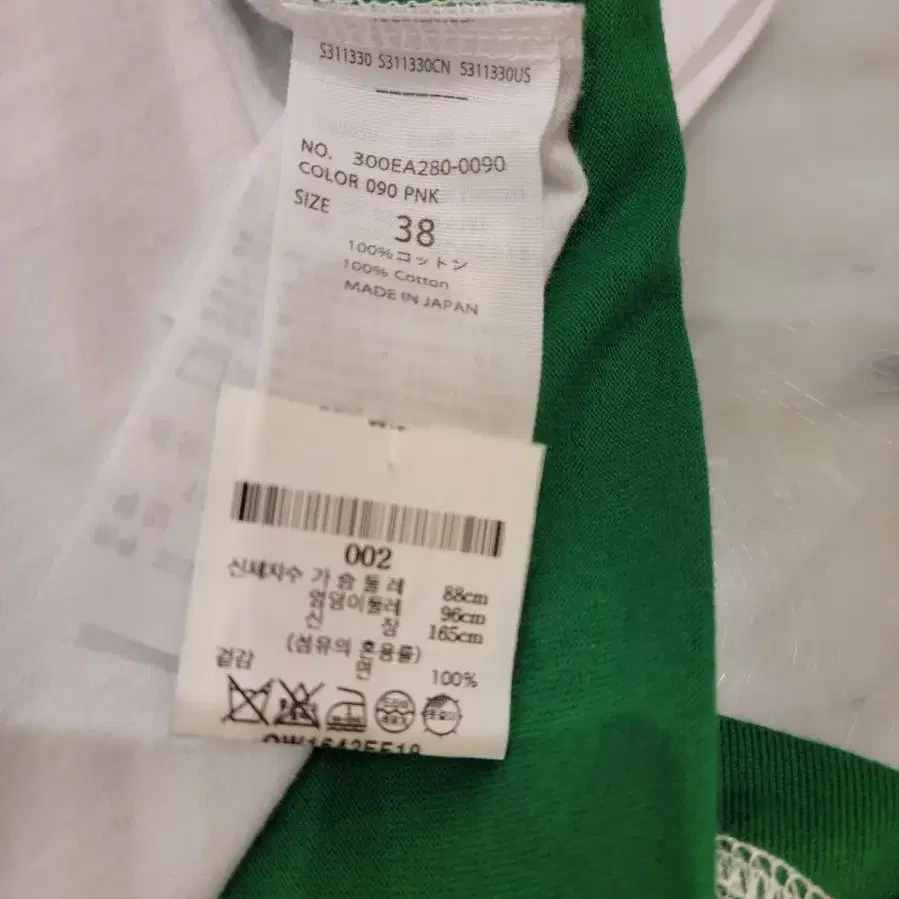 S311330 S311330CN S311330US
NO. 300EA280-0090
COLOR 090 PNK
SIZE 38
100%コットン
100% Cotton
MADE IN JAPAN
002
신체치수 가슴둘레 88cm
엉덩이둘레 96cm
신장 165cm
(섬유의 혼용률)
겉감 면 100%